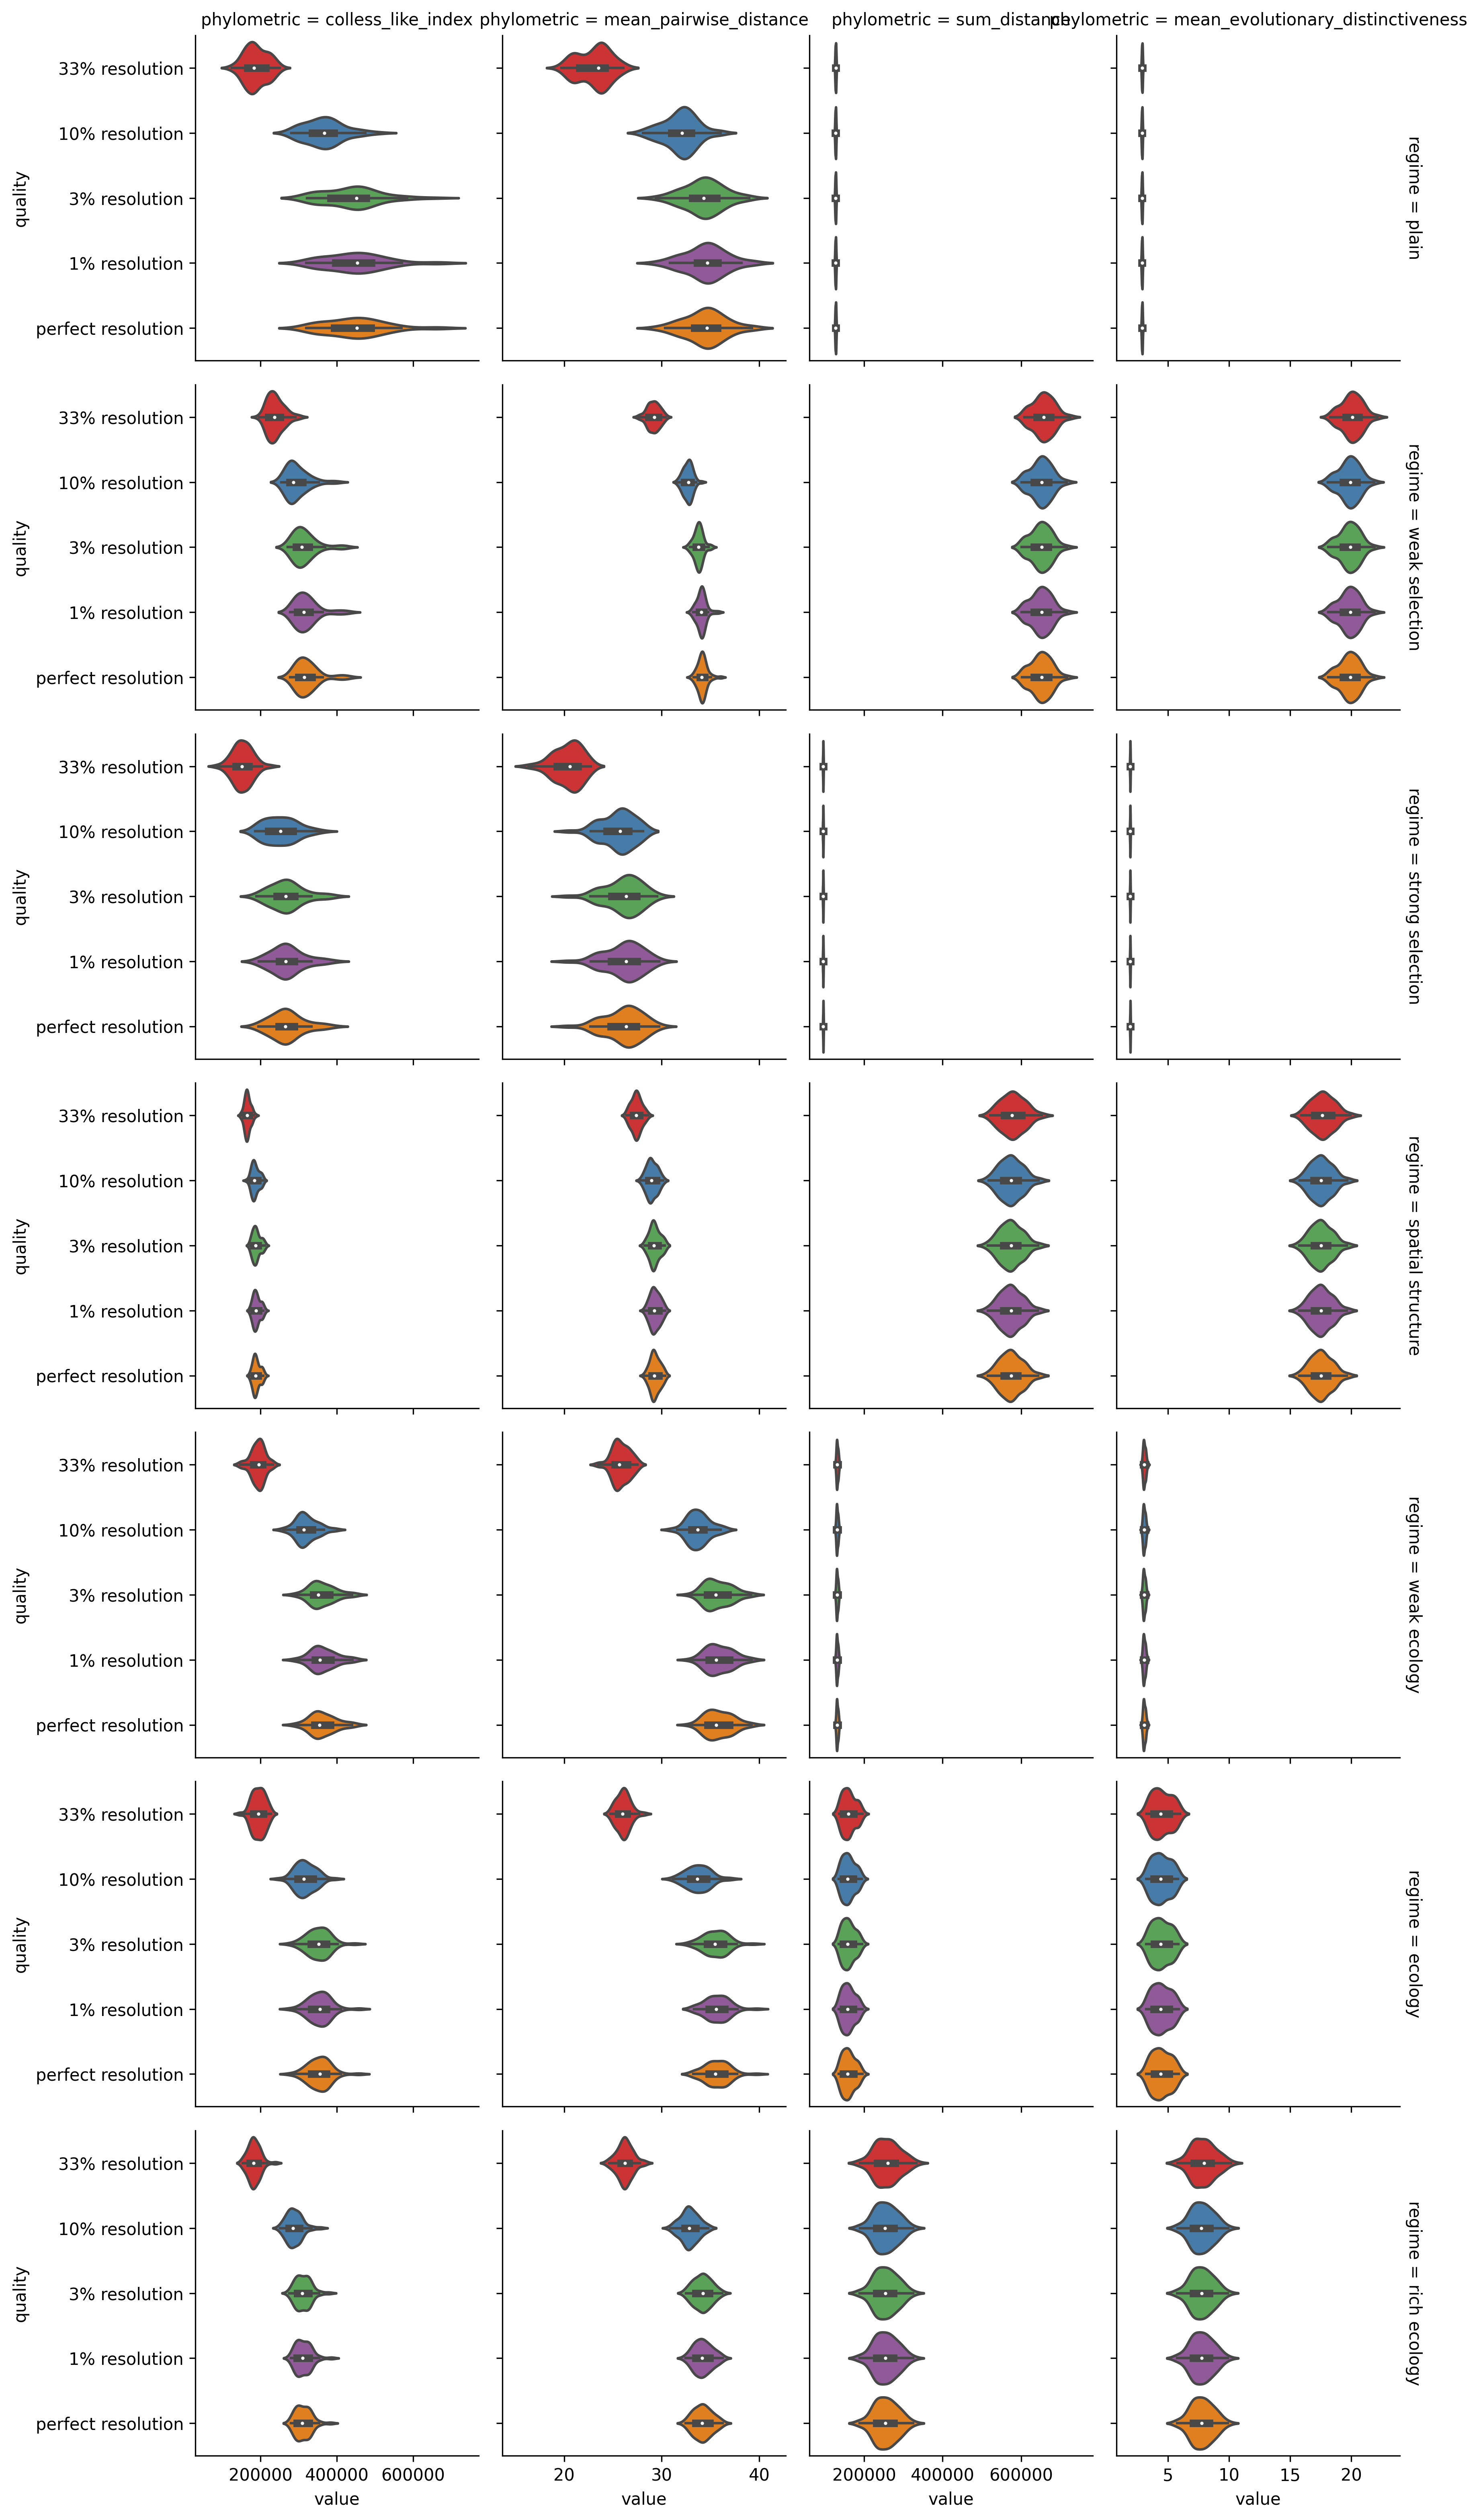 phylometric = colless_like_index phylometric = mean_pairwise_distance phylometric = sum_distance phylometric = mean_evolutionary_distinctiveness
33% resolution
10% resolution
3% resolution
1% resolution
perfect resolution
quality
regime = plain
33% resolution
10% resolution
3% resolution
1% resolution
perfect resolution
quality
regime = weak selection
33% resolution
10% resolution
3% resolution
1% resolution
perfect resolution
quality
regime = strong selection
33% resolution
10% resolution
3% resolution
1% resolution
perfect resolution
quality
regime = spatial structure
33% resolution
10% resolution
3% resolution
1% resolution
perfect resolution
quality
regime = weak ecology
33% resolution
10% resolution
3% resolution
1% resolution
perfect resolution
quality
regime = ecology
33% resolution
10% resolution
3% resolution
1% resolution
perfect resolution
quality
regime = rich ecology
200000 400000 600000 20 30 40 200000 400000 600000 5 10 15 20
value value value value